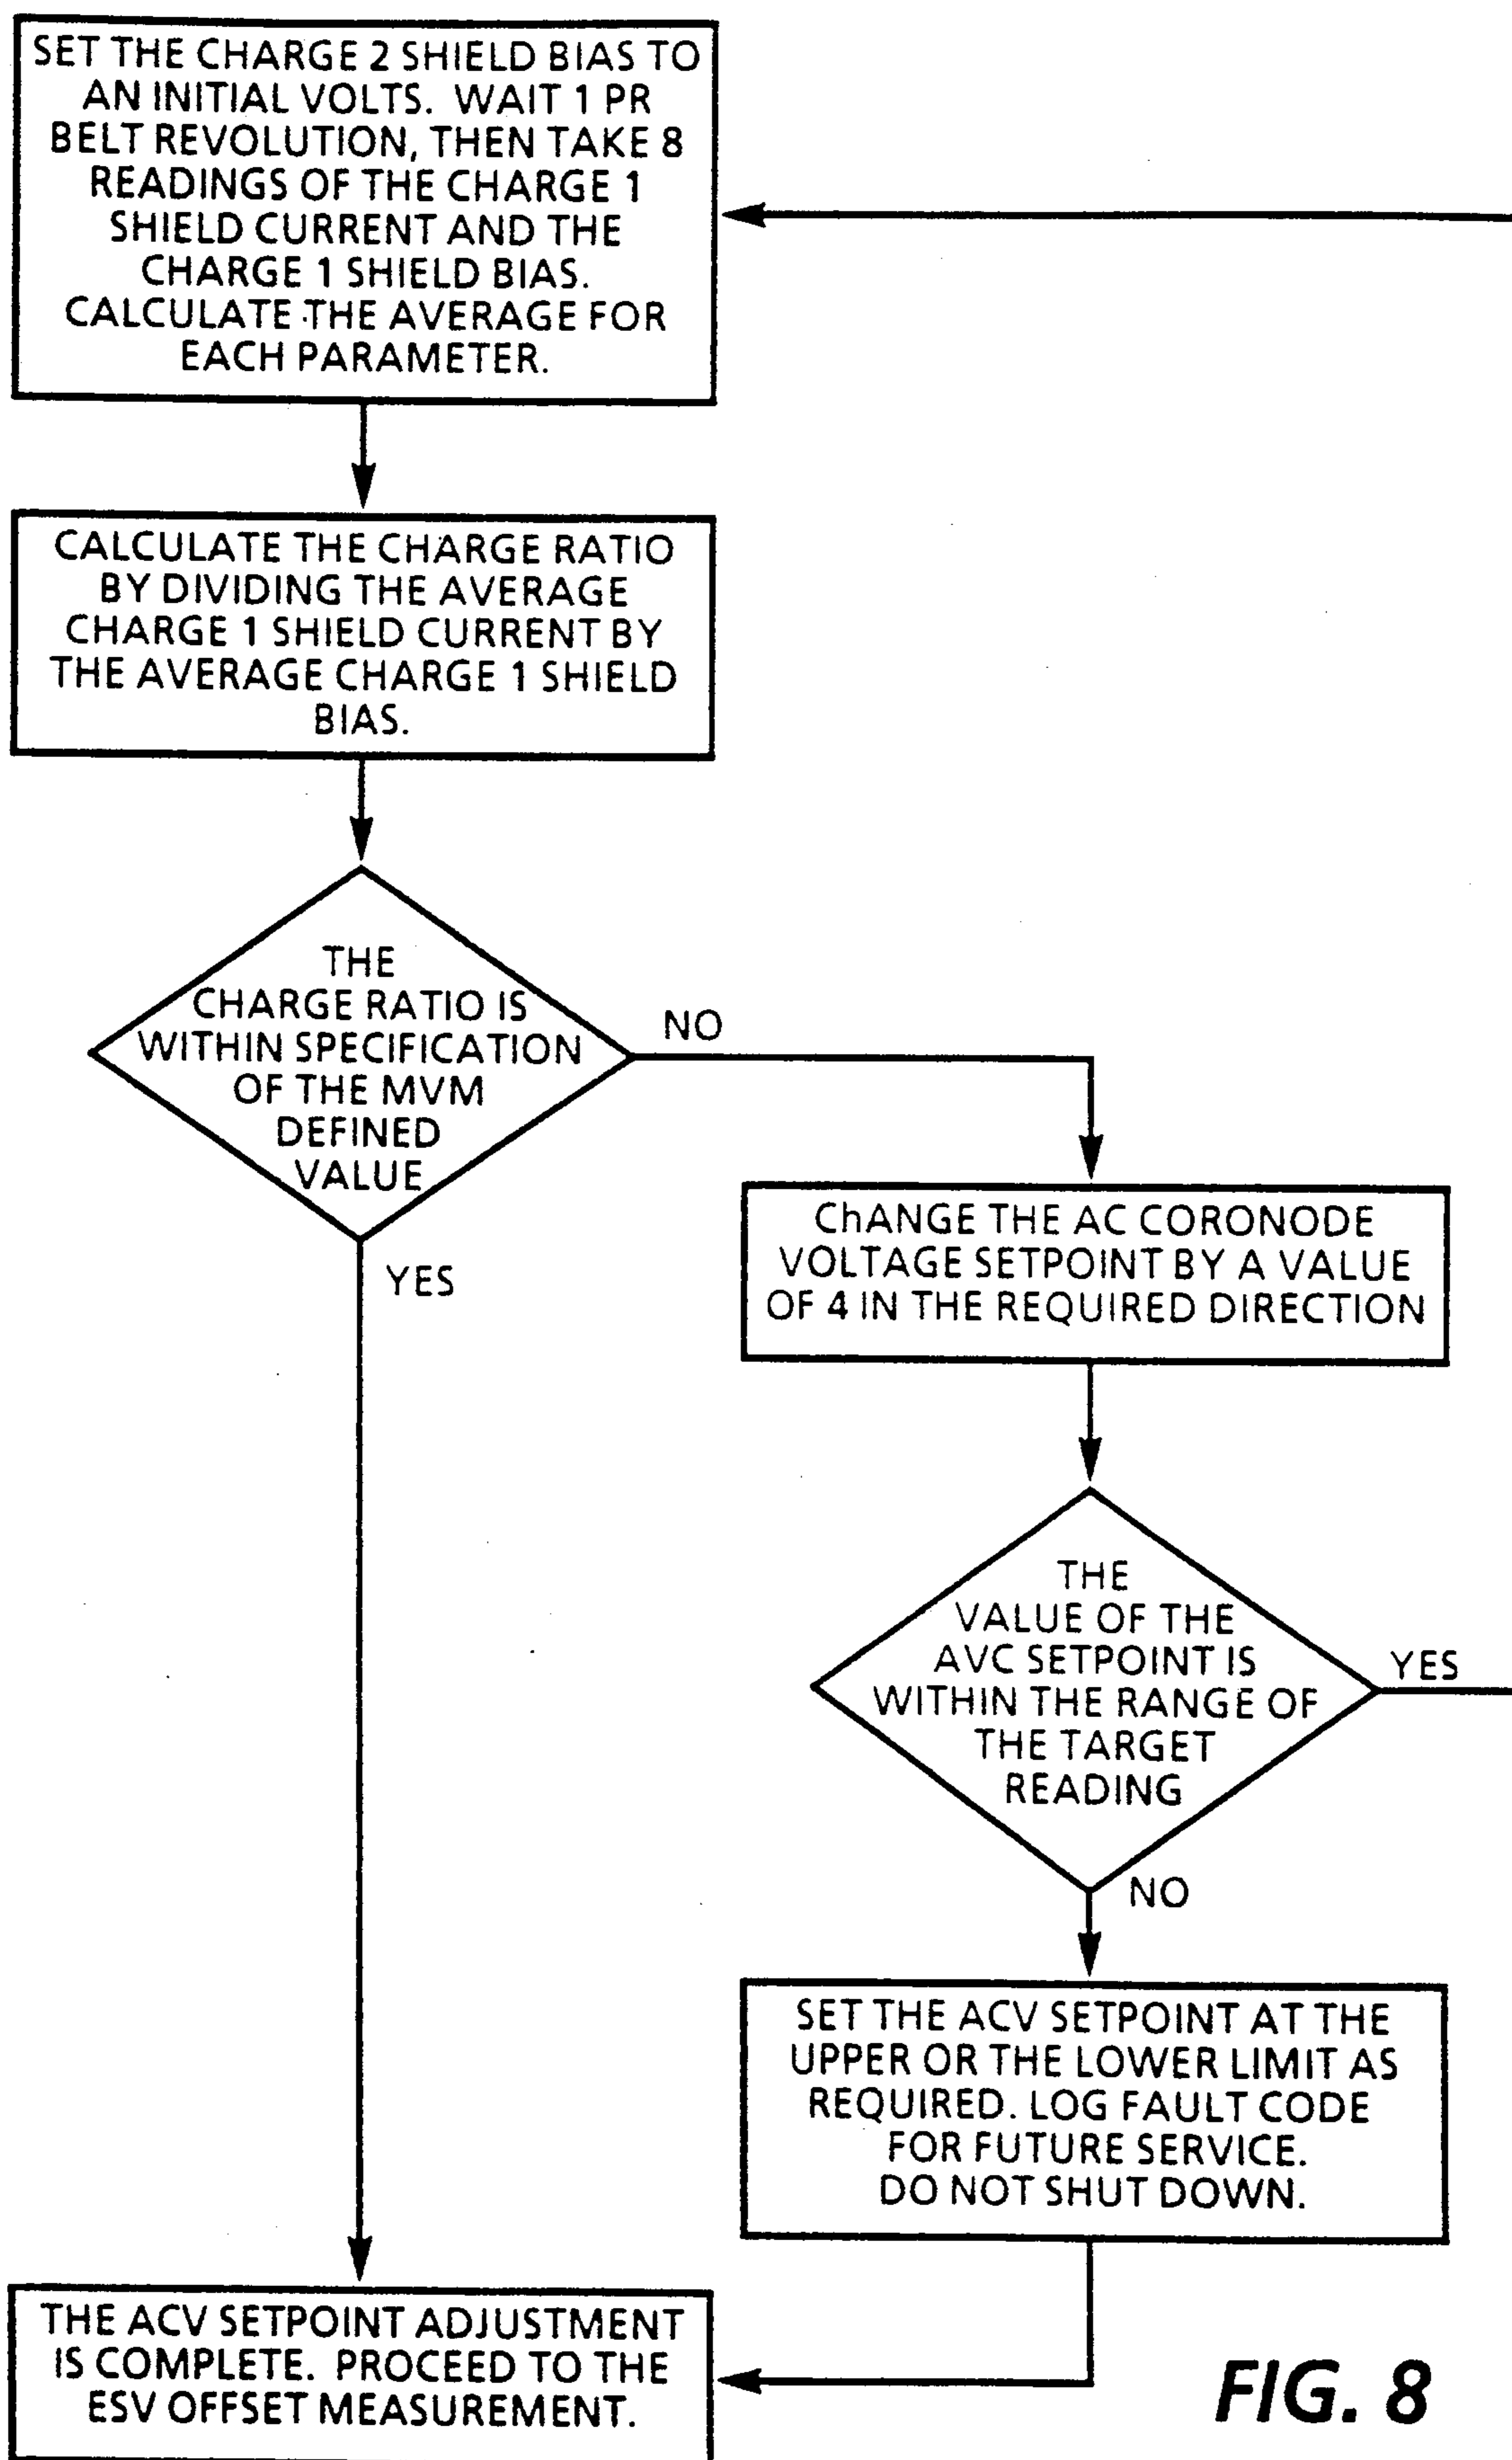 SET THE CHARGE 2 SHIELD BIAS TO
AN INITIAL VOLTS. WAIT 1 PR
BELT REVOLUTION, THEN TAKE 8
READINGS OF THE CHARGE 1
SHIELD CURRENT AND THE
CHARGE 1 SHIELD BIAS.
CALCULATE THE AVERAGE FOR
EACH PARAMETER.
CALCULATE THE CHARGE RATIO
BY DIVIDING THE AVERAGE
CHARGE 1 SHIELD CURRENT BY
THE AVERAGE CHARGE 1 SHIELD
BIAS.
THE
CHARGE RATIO IS
WITHIN SPECIFICATION
OF THE MVM
DEFINED
VALUE
NO
YES
ChANGE THE AC CORONODE
VOLTAGE SETPOINT BY A VALUE
OF 4 IN THE REQUIRED DIRECTION
THE
VALUE OF THE
AVC SETPOINT IS
WITHIN THE RANGE OF
THE TARGET
READING
YES
NO
SET THE ACV SETPOINT AT THE
UPPER OR THE LOWER LIMIT AS
REQUIRED. LOG FAULT CODE
FOR FUTURE SERVICE.
DO NOT SHUT DOWN.
THE ACV SETPOINT ADJUSTMENT
IS COMPLETE. PROCEED TO THE
ESV OFFSET MEASUREMENT.
FIG. 8